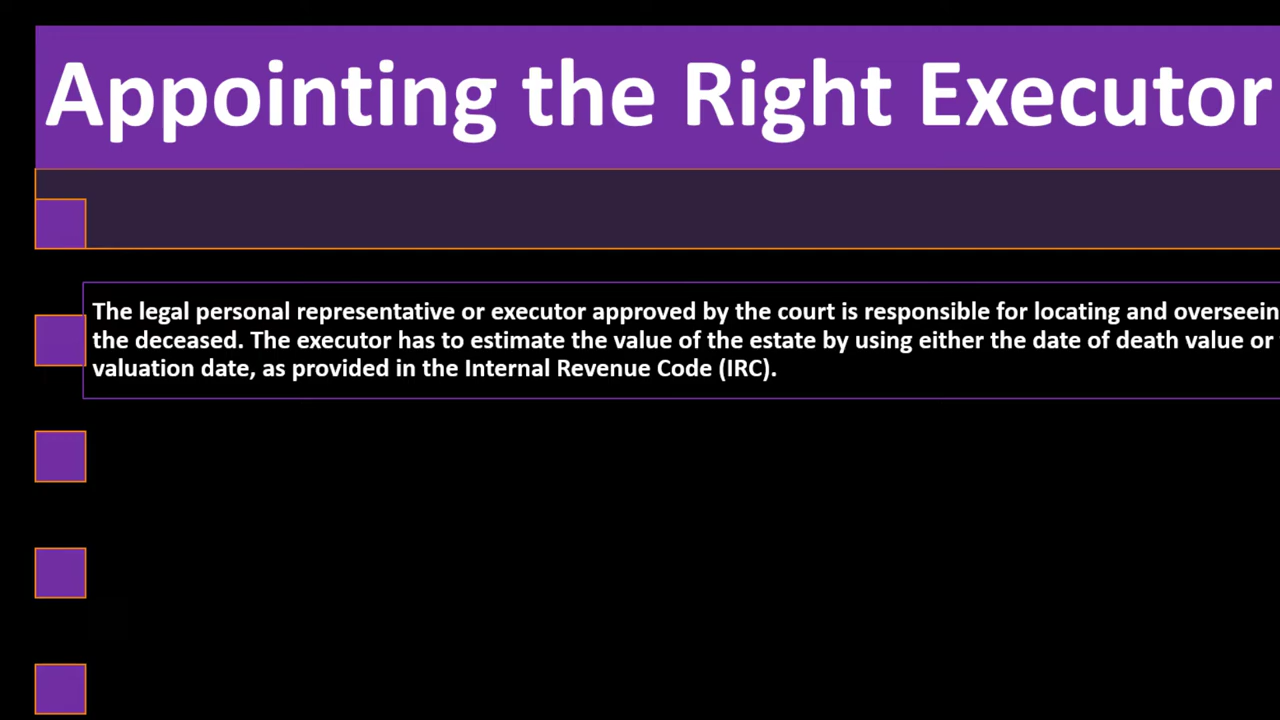 Appointing the Right Executor
The legal personal representative or executor approved by the court is responsible for locating and overseein
the deceased. The executor has to estimate the value of the estate by using either the date of death value or
valuation date, as provided in the Internal Revenue Code (IRC).